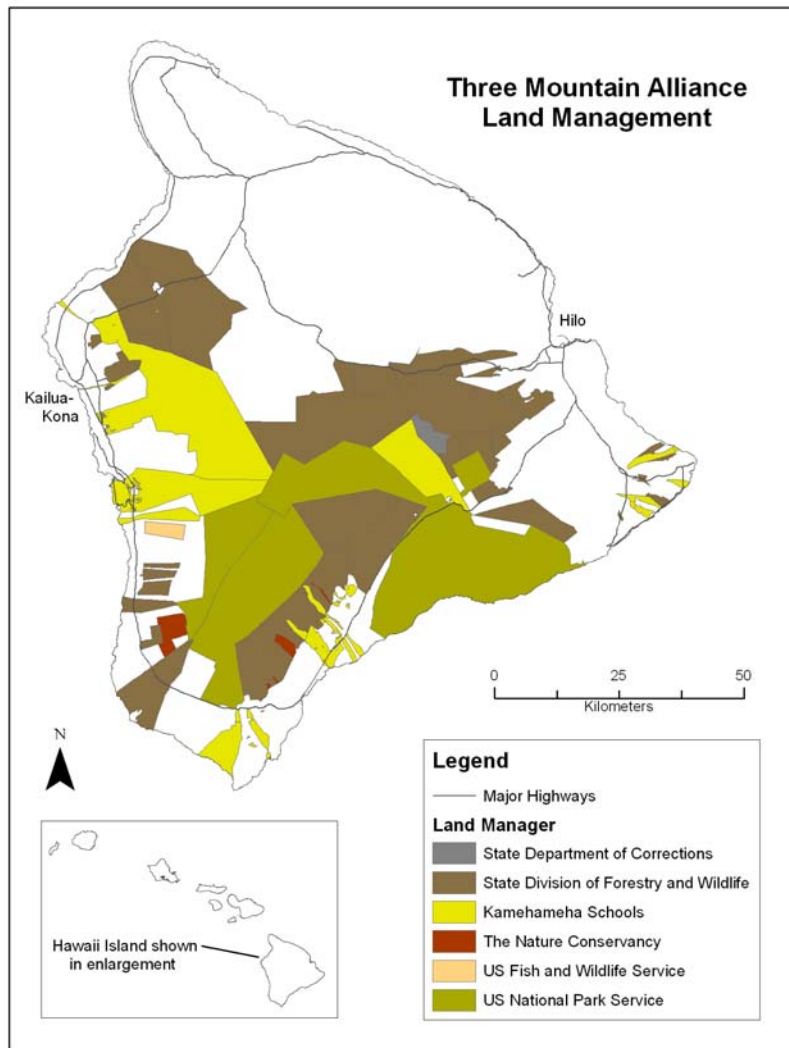 Three Mountain Alliance
Land Management
Hilo
Kailua-
Kona
0 25 50
Kilometers
N
Legend
Major Highways
Land Manager
State Department of Corrections
State Division of Forestry and Wildlife
Kamehameha Schools
The Nature Conservancy
US Fish and Wildlife Service
US National Park Service
Hawaii Island shown
in enlargement